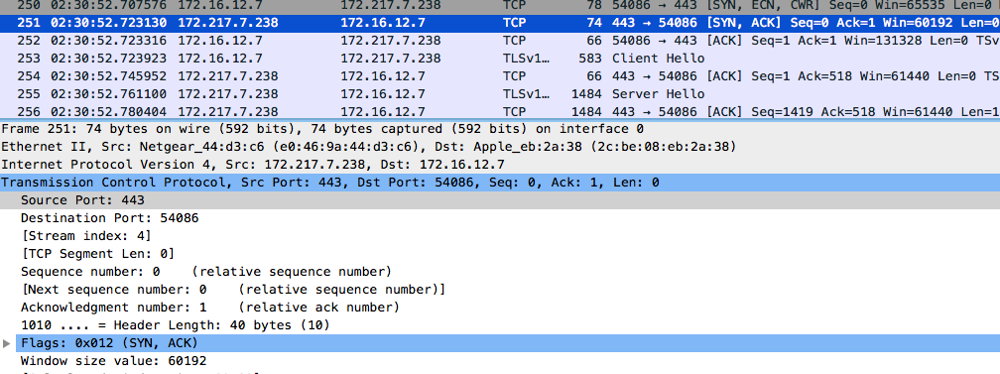 250 02:30:52.707576 172.16.12.7 172.217.7.238 TCP 78 54086 → 443 [SYN, ECN, CWR] Seq=0 Win=65535 Len=0
251 02:30:52.723130 172.217.7.238 172.16.12.7 TCP 74 443 → 54086 [SYN, ACK] Seq=0 Ack=1 Win=60192 Len=0
252 02:30:52.723316 172.16.12.7 172.217.7.238 TCP 66 54086 → 443 [ACK] Seq=1 Ack=1 Win=131328 Len=0 TSv
253 02:30:52.723923 172.16.12.7 172.217.7.238 TLSv1… 583 Client Hello
254 02:30:52.745952 172.217.7.238 172.16.12.7 TCP 66 443 → 54086 [ACK] Seq=1 Ack=518 Win=61440 Len=0 TS
255 02:30:52.761100 172.217.7.238 172.16.12.7 TLSv1… 1484 Server Hello
256 02:30:52.780404 172.217.7.238 172.16.12.7 TCP 1484 443 → 54086 [ACK] Seq=1419 Ack=518 Win=61440 Len=1
Frame 251: 74 bytes on wire (592 bits), 74 bytes captured (592 bits) on interface 0
Ethernet II, Src: Netgear_44:d3:c6 (e0:46:9a:44:d3:c6), Dst: Apple_eb:2a:38 (2c:be:08:eb:2a:38)
Internet Protocol Version 4, Src: 172.217.7.238, Dst: 172.16.12.7
Transmission Control Protocol, Src Port: 443, Dst Port: 54086, Seq: 0, Ack: 1, Len: 0
Source Port: 443
Destination Port: 54086
[Stream index: 4]
[TCP Segment Len: 0]
Sequence number: 0 (relative sequence number)
[Next sequence number: 0 (relative sequence number)]
Acknowledgment number: 1 (relative ack number)
1010 .... = Header Length: 40 bytes (10)
Flags: 0x012 (SYN, ACK)
Window size value: 60192